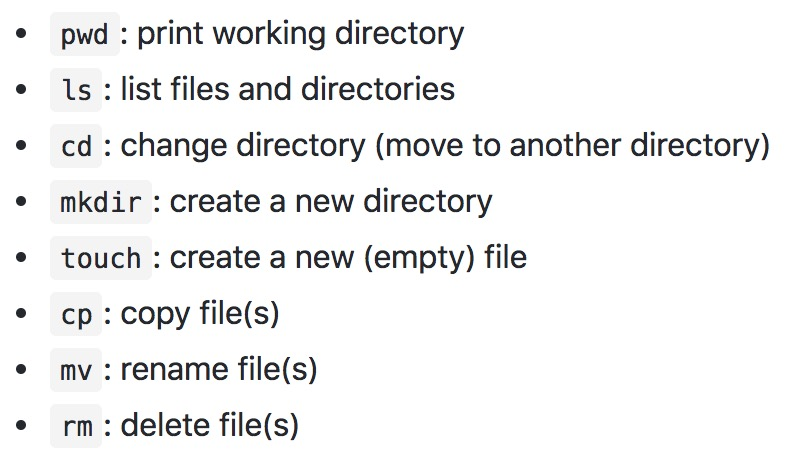 • pwd: print working directory
• ls: list files and directories
• cd: change directory (move to another directory)
• mkdir: create a new directory
• touch: create a new (empty) file
• cp: copy file(s)
• mv: rename file(s)
• rm: delete file(s)